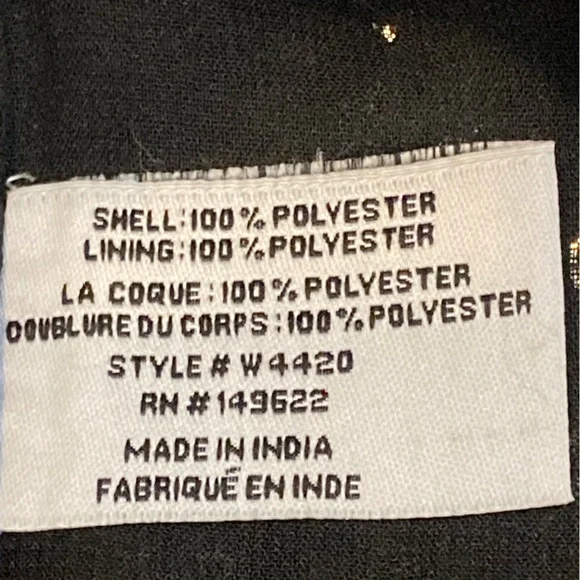 SHELL:100% POLYESTER
LINING:100% POLYESTER
LA COQUE:100% POLYESTER
DOUBLURE DU CORPS:100% POLYESTER
STYLE # W4420
RN # 149622
MADE IN INDIA
FABRIQUÉ EN INDE